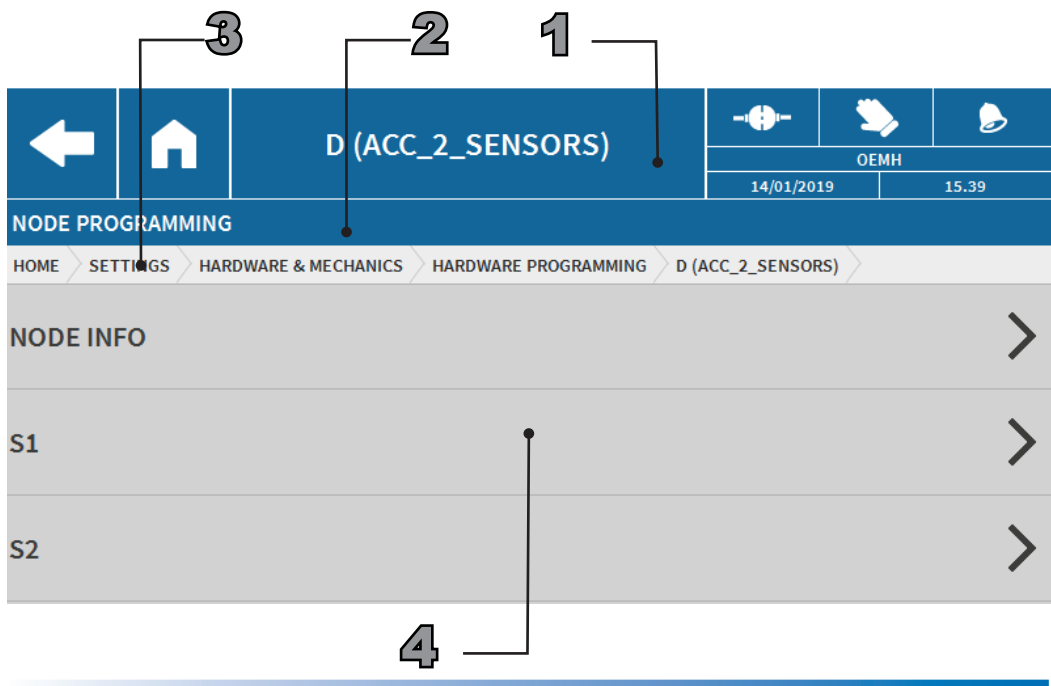 3 2 1
D (ACC_2_SENSORS)
OEMH
14/01/2019 15.39
NODE PROGRAMMING
HOME SETTINGS HARDWARE & MECHANICS HARDWARE PROGRAMMING D (ACC_2_SENSORS)
NODE INFO
S1
S2
4